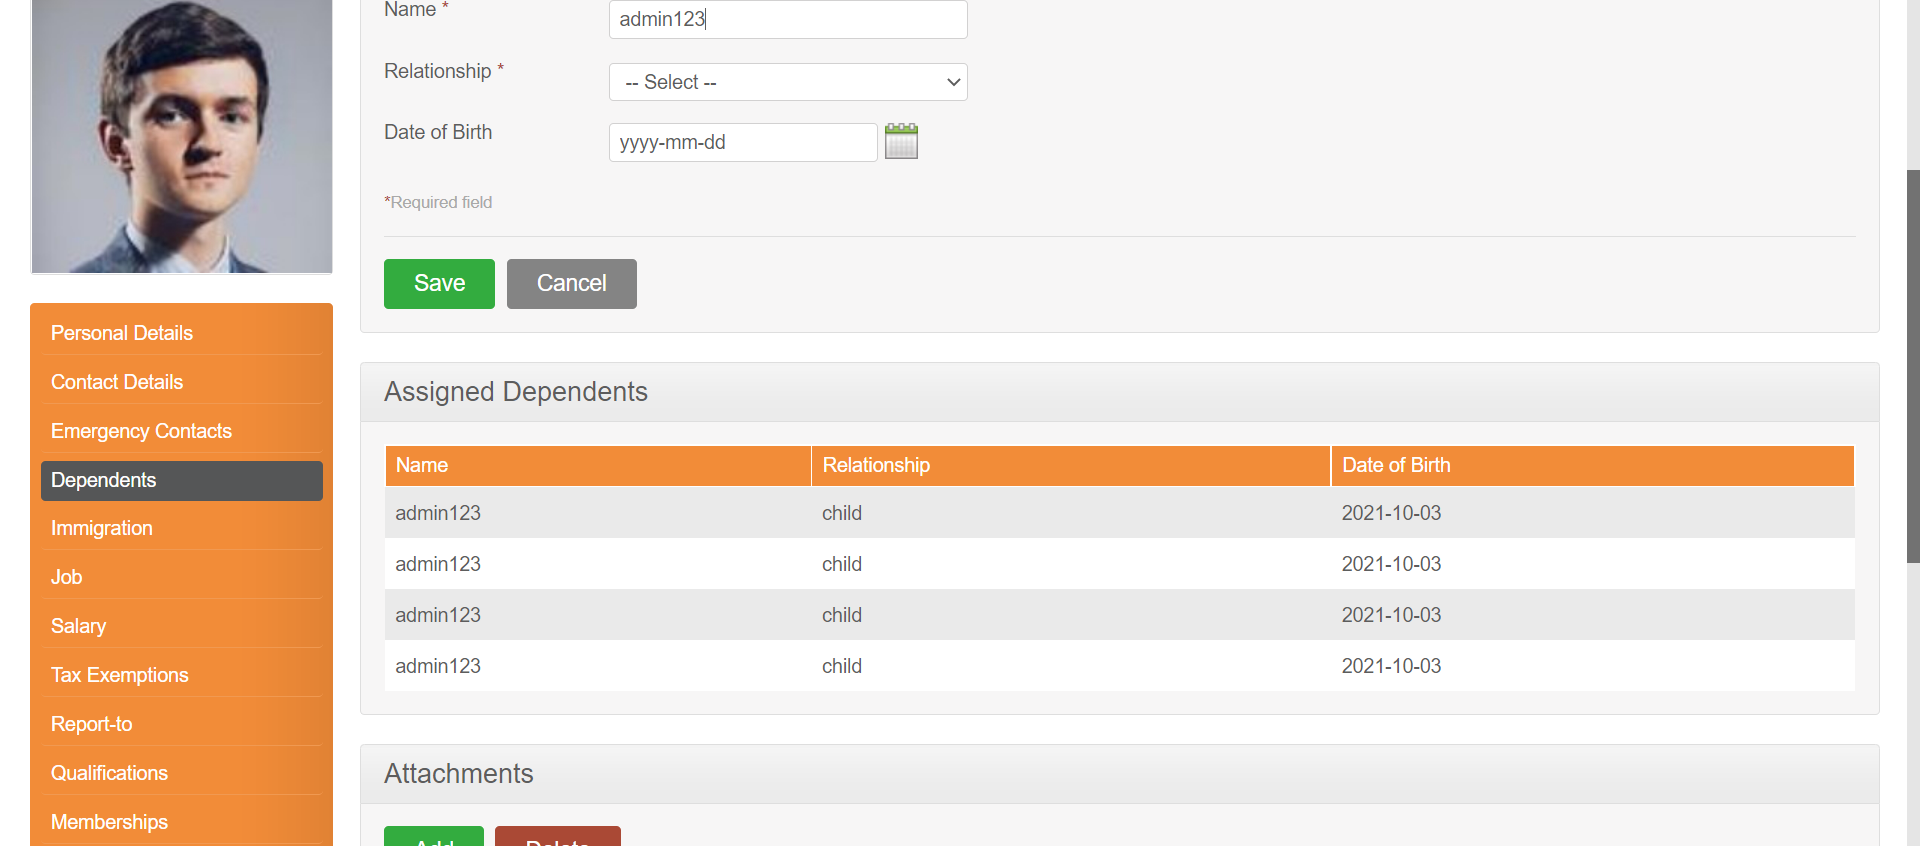 Name *
admin123
Relationship *
-- Select --
Date of Birth
yyyy-mm-dd
*Required field
Save
Cancel
Personal Details
Contact Details
Emergency Contacts
Dependents
Immigration
Job
Salary
Tax Exemptions
Report-to
Qualifications
Memberships
Assigned Dependents
Name Relationship Date of Birth
admin123 child 2021-10-03
admin123 child 2021-10-03
admin123 child 2021-10-03
admin123 child 2021-10-03
Attachments
Add
Delete